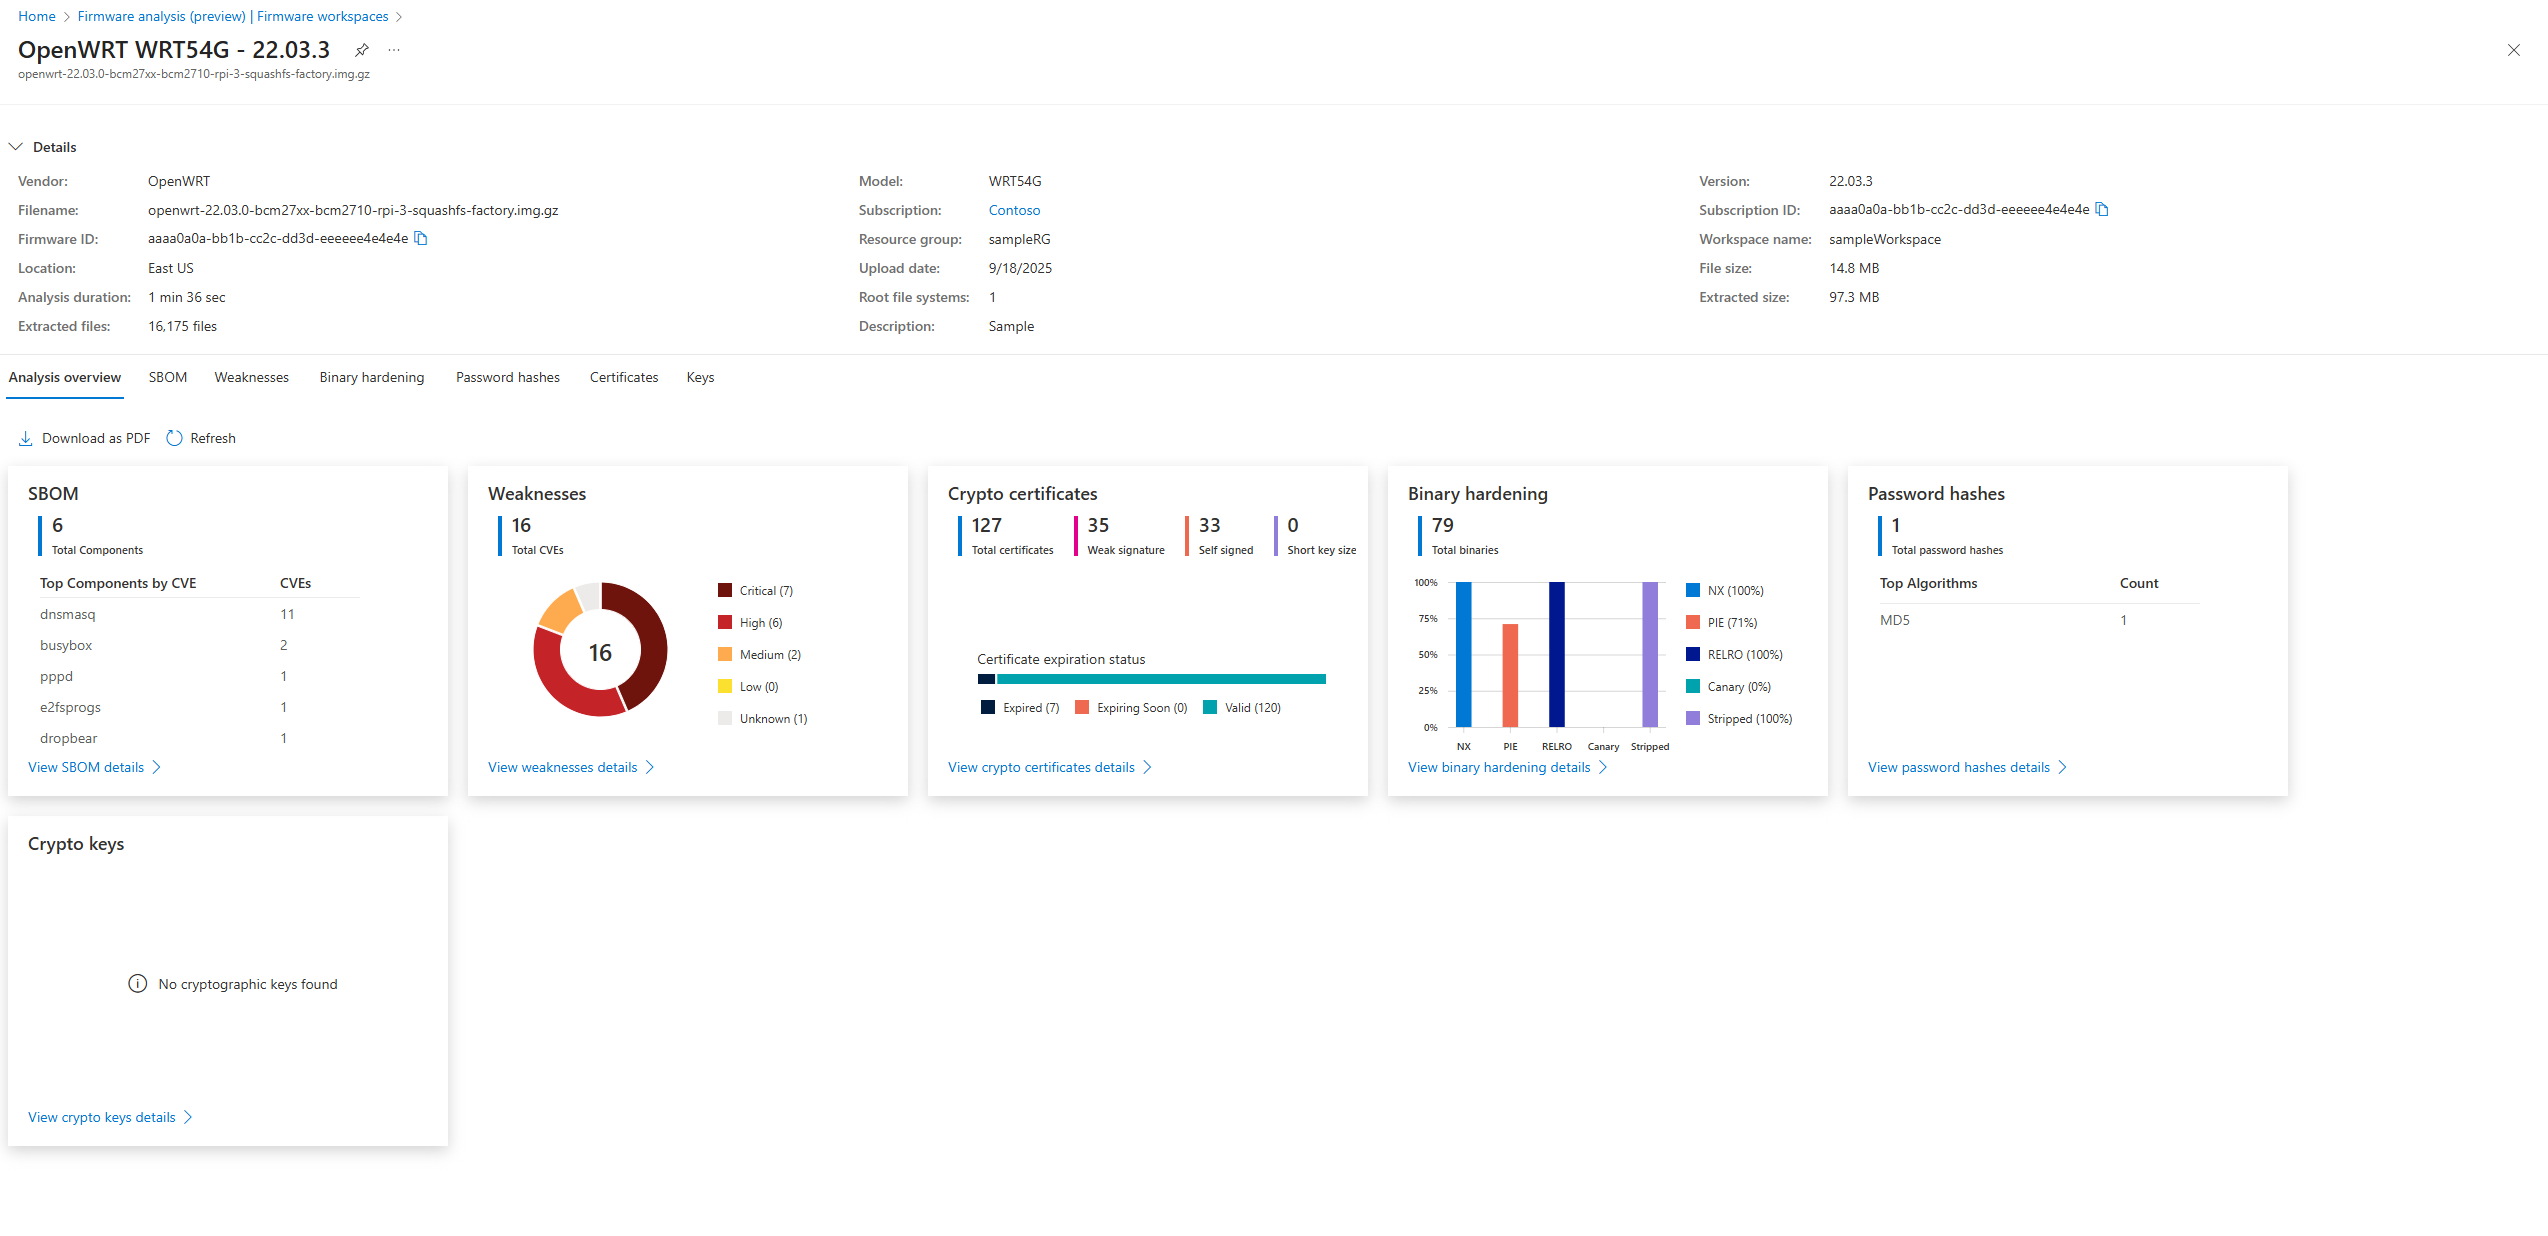 Home > Firmware analysis (preview) | Firmware workspaces >
OpenWRT WRT54G - 22.03.3
openwrt-22.03.0-bcm27xx-bcm2710-rpi-3-squashfs-factory.img.gz
Details
Vendor: OpenWRT
Filename: openwrt-22.03.0-bcm27xx-bcm2710-rpi-3-squashfs-factory.img.gz
Firmware ID: aaaa0a0a-bb1b-cc2c-dd3d-eeeeee4e4e4e
Location: East US
Analysis duration: 1 min 36 sec
Extracted files: 16,175 files
Model: WRT54G
Subscription: Contoso
Resource group: sampleRG
Upload date: 9/18/2025
Root file systems: 1
Description: Sample
Version: 22.03.3
Subscription ID: aaaa0a0a-bb1b-cc2c-dd3d-eeeeee4e4e4e
Workspace name: sampleWorkspace
File size: 14.8 MB
Extracted size: 97.3 MB
Analysis overview SBOM Weaknesses Binary hardening Password hashes Certificates Keys
Download as PDF Refresh
SBOM
6
Total Components
Top Components by CVE CVEs
dnsmasq 11
busybox 2
pppd 1
e2fsprogs 1
dropbear 1
View SBOM details
Weaknesses
16
Total CVEs
16
Critical (7)
High (6)
Medium (2)
Low (0)
Unknown (1)
View weaknesses details
Crypto certificates
127 35 33 0
Total certificates Weak signature Self signed Short key size
Certificate expiration status
Expired (7) Expiring Soon (0) Valid (120)
View crypto certificates details
Binary hardening
79
Total binaries
100%
75%
50%
25%
0%
NX PIE RELRO Canary Stripped
NX (100%)
PIE (71%)
RELRO (100%)
Canary (0%)
Stripped (100%)
View binary hardening details
Password hashes
1
Total password hashes
Top Algorithms Count
MD5 1
View password hashes details
Crypto keys
No cryptographic keys found
View crypto keys details